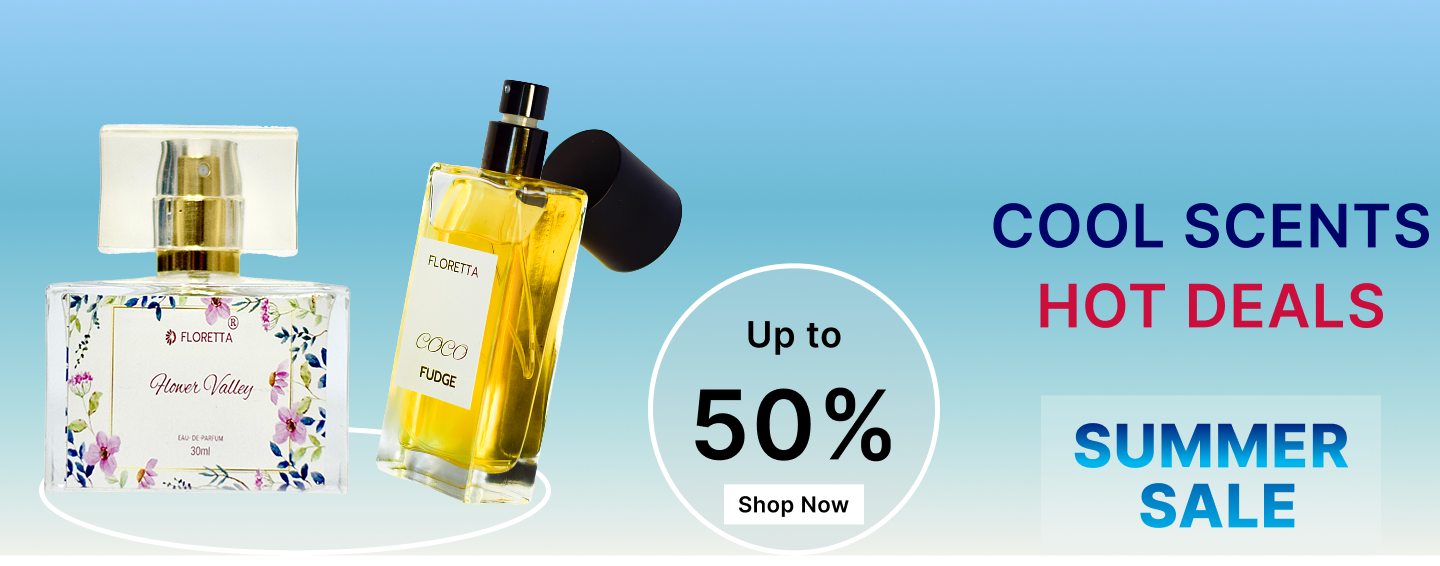 ® FLORETTA
Flower Valley
EAU-DE-PARFUM
30ml
FLORETTA
COCO
FUDGE
Up to
50%
Shop Now
COOL SCENTS
HOT DEALS
SUMMER
SALE